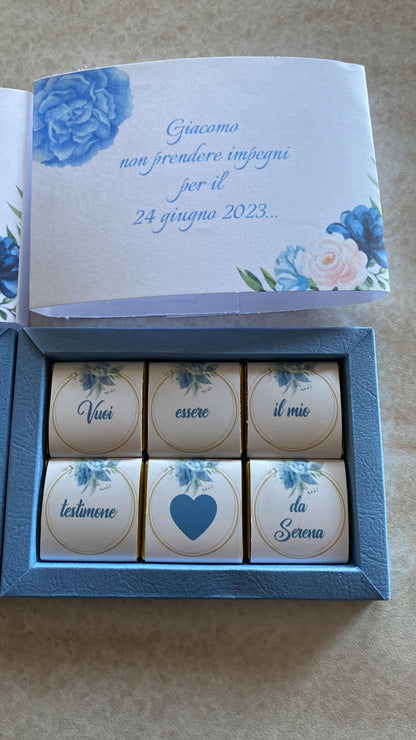 Giacomo
non prendere impegni
per il
24 giugno 2023...
Vuoi
essere
il mio
testimone
da
Serena